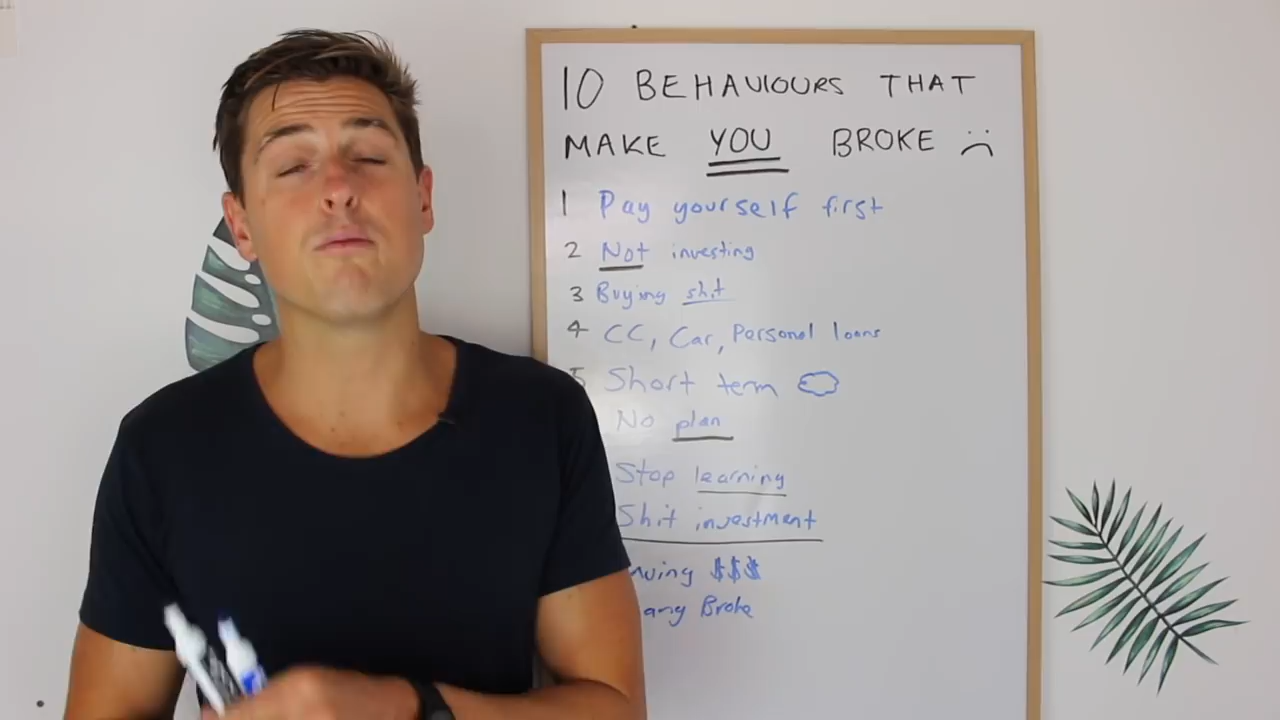 10 BEHAVIOURS THAT
MAKE YOU BROKE :(
1 Pay yourself first
2 Not investing
3 Buying shit
4 CC, Car, Personal loans
5 Short term
No plan
Stop learning
Shit investment
$$$
Broke